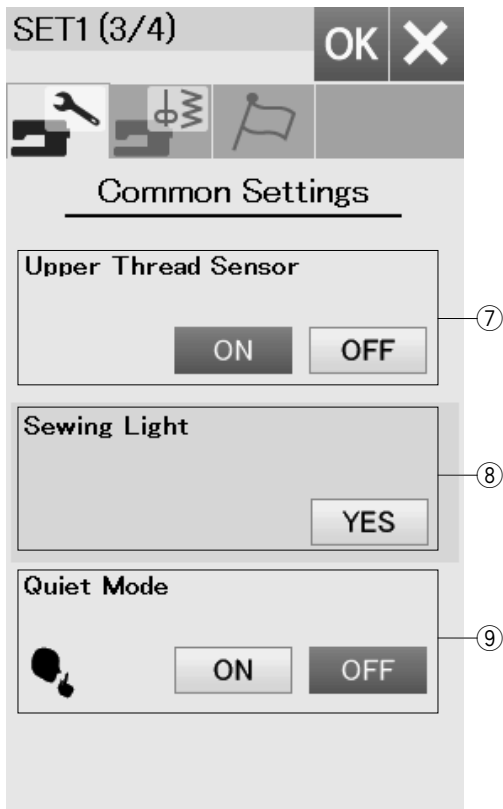 SET1 (3/4)
OK
Common Settings
Upper Thread Sensor
ON OFF
⑦
Sewing Light
YES
⑧
Quiet Mode
ON OFF
⑨